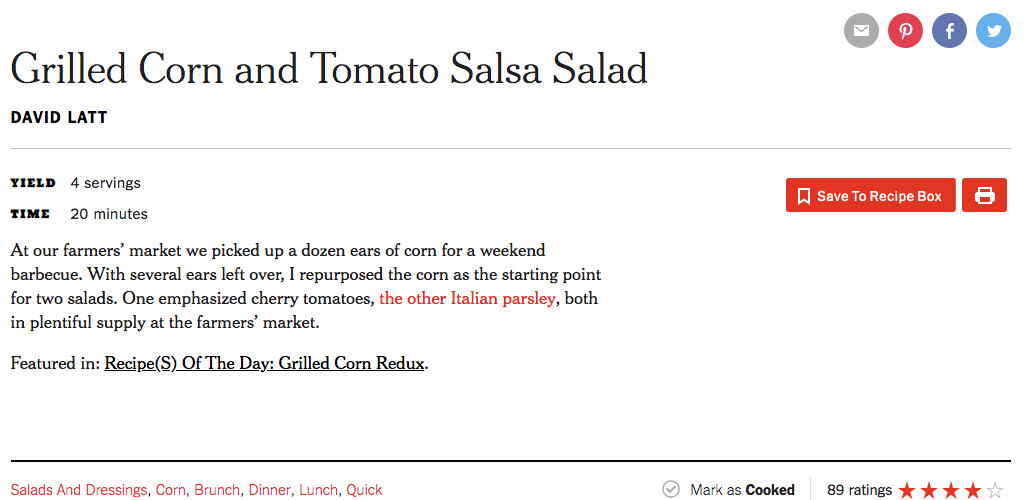 Grilled Corn and Tomato Salsa Salad
DAVID LATT
YIELD 4 servings
TIME 20 minutes
Save To Recipe Box
At our farmers’ market we picked up a dozen ears of corn for a weekend
barbecue. With several ears left over, I repurposed the corn as the starting point
for two salads. One emphasized cherry tomatoes, the other Italian parsley, both
in plentiful supply at the farmers’ market.
Featured in: Recipe(S) Of The Day: Grilled Corn Redux.
Salads And Dressings, Corn, Brunch, Dinner, Lunch, Quick
Mark as Cooked
89 ratings